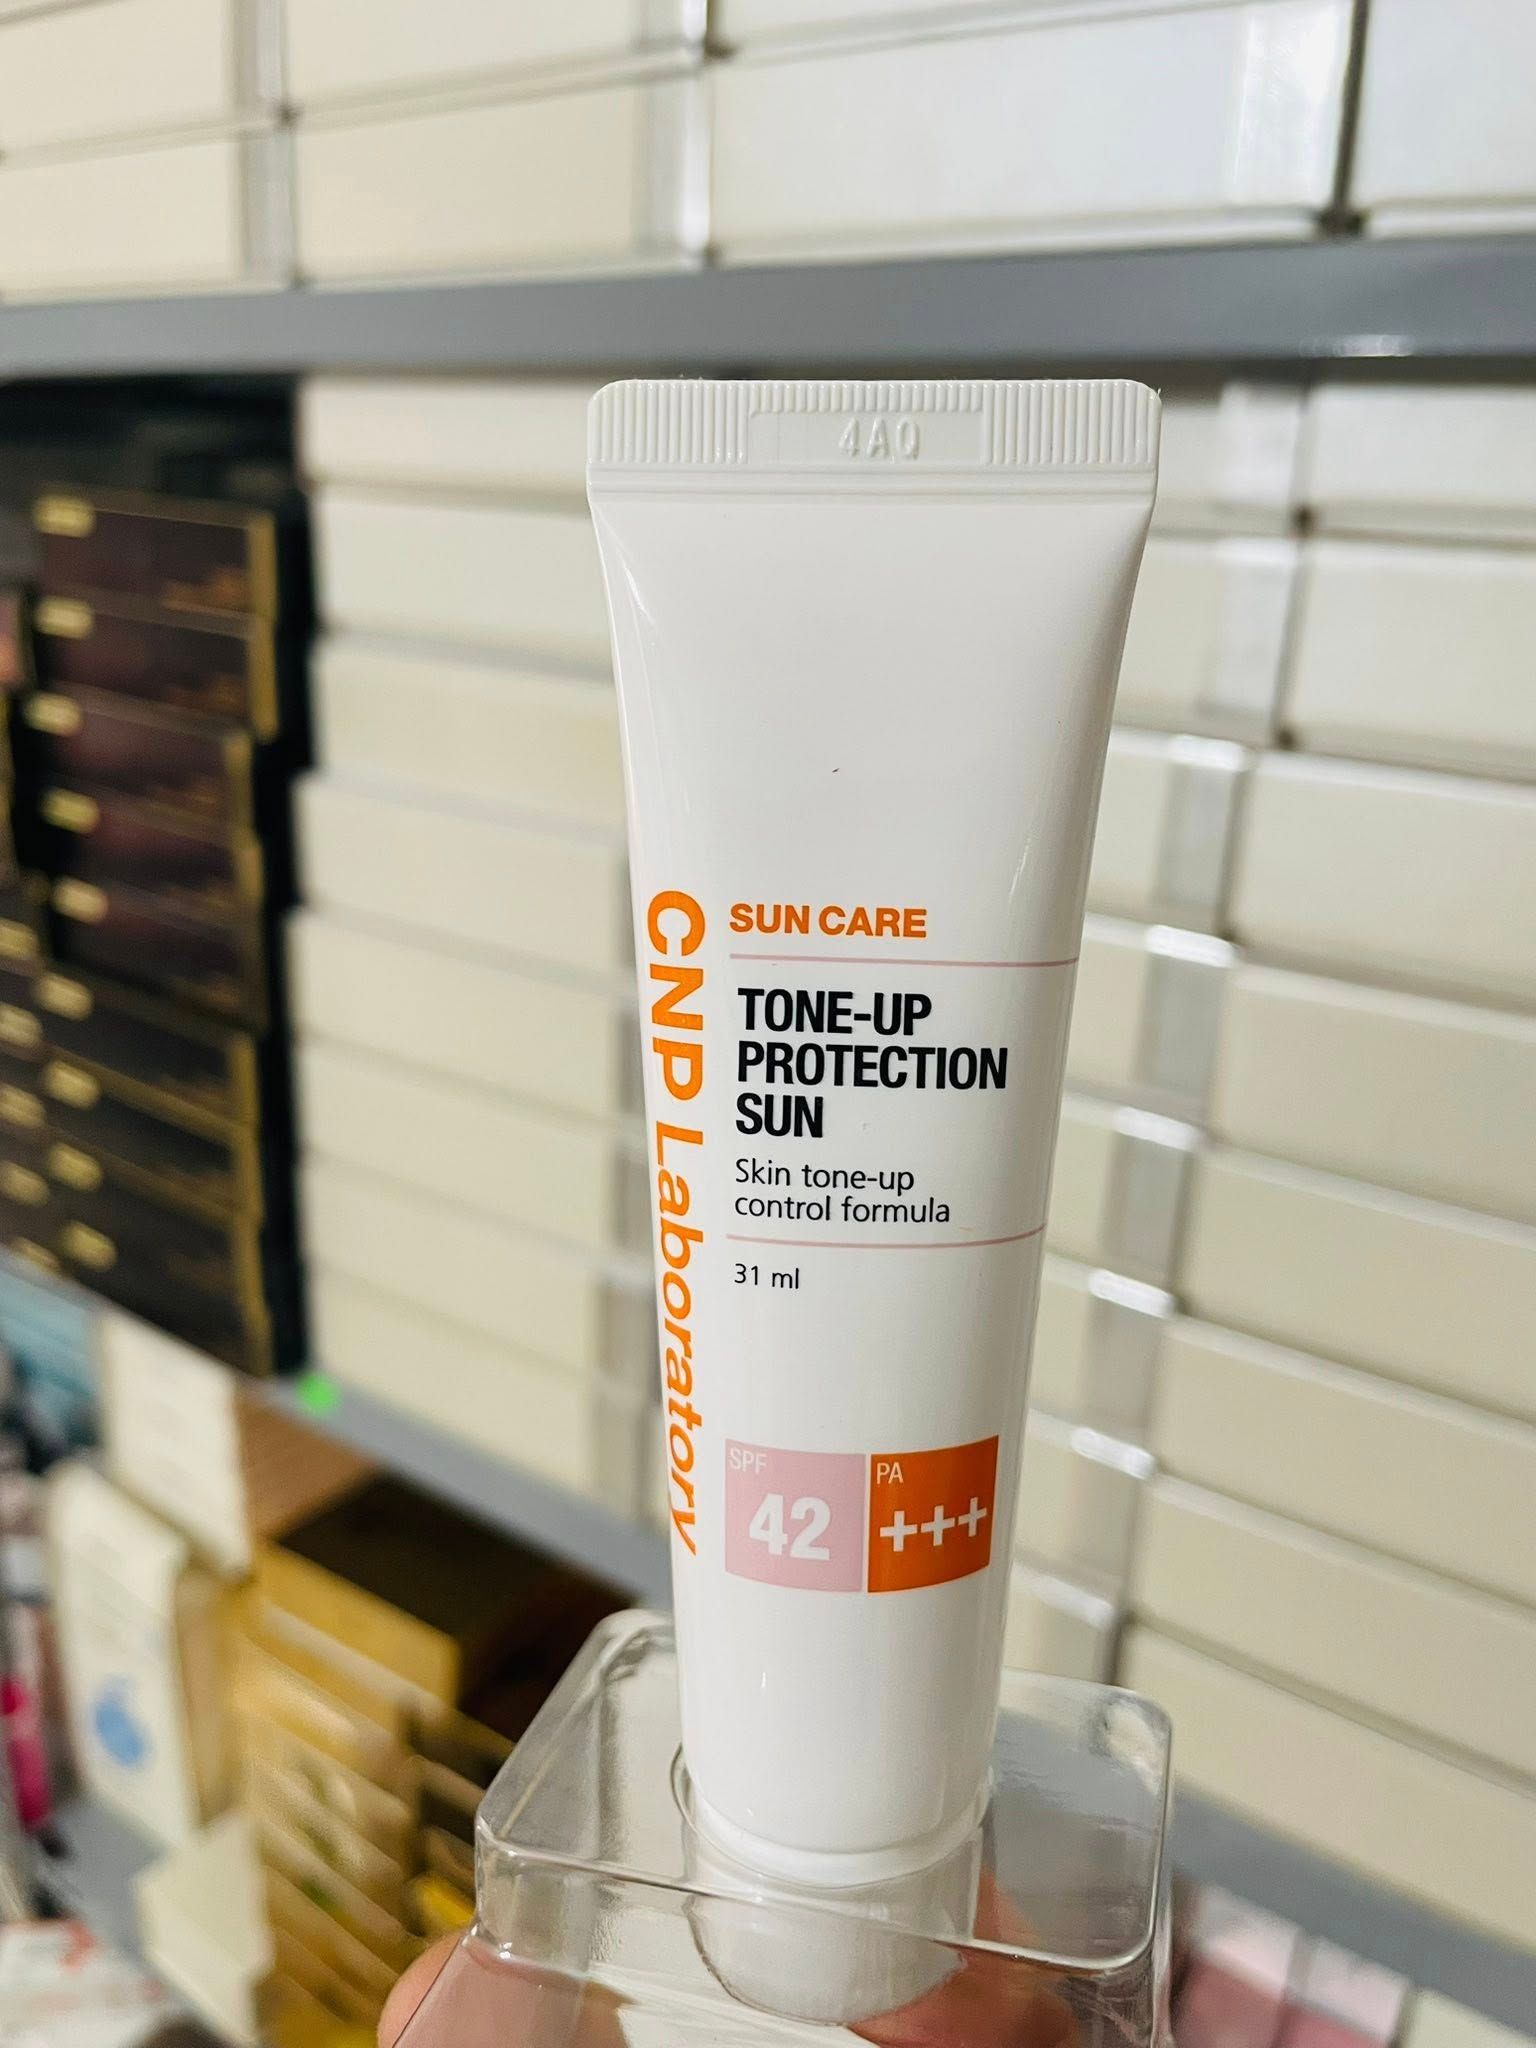 4AQ
SUN CARE
CNP Laboratory
TONE-UP
PROTECTION
SUN
Skin tone-up
control formula
31 ml
SPF
42
PA
+++